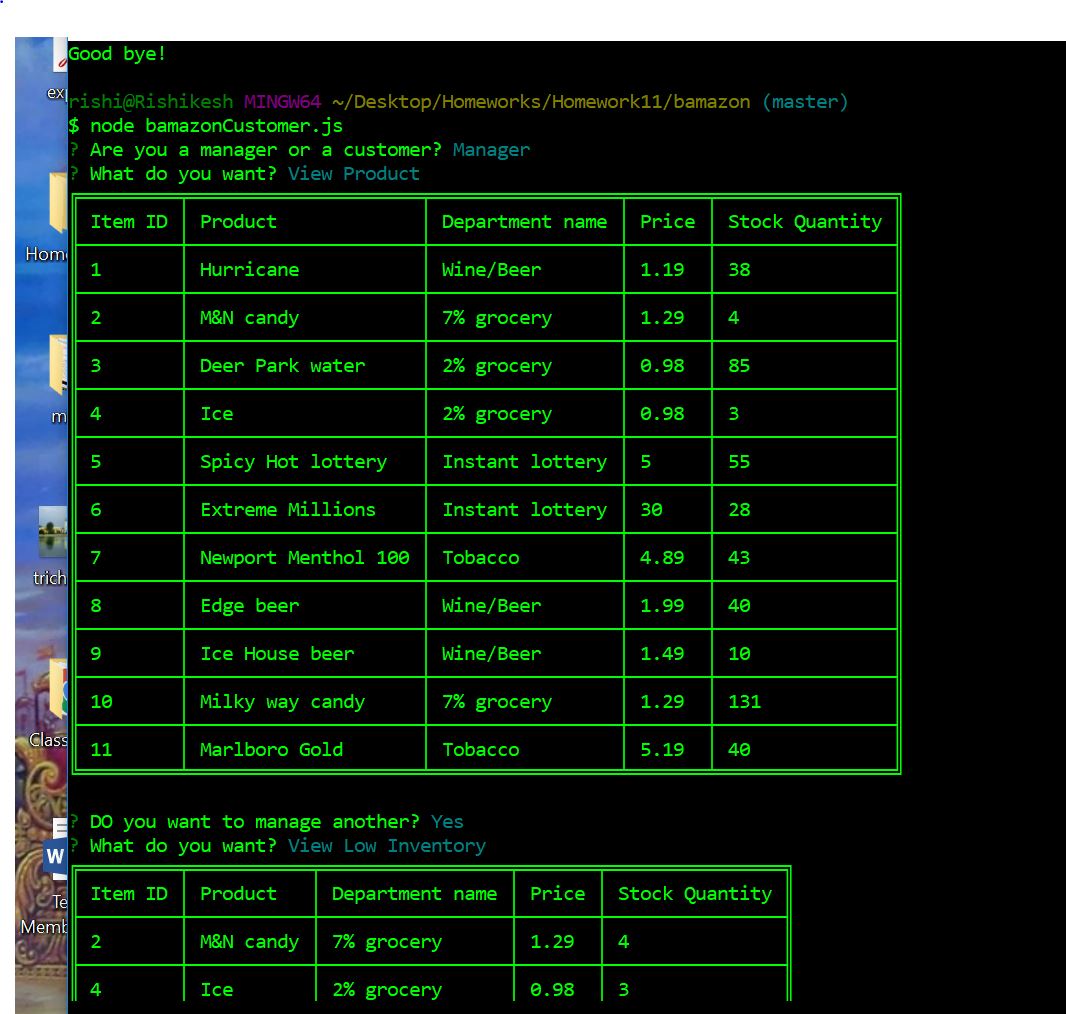 Good bye!
rishi@Rishikesh MINGW64 ~/Desktop/Homeworks/Homework11/bamazon (master)
$ node bamazonCustomer.js
? Are you a manager or a customer? Manager
? What do you want? View Product
Item ID Product Department name Price Stock Quantity
1 Hurricane Wine/Beer 1.19 38
2 M&N candy 7% grocery 1.29 4
3 Deer Park water 2% grocery 0.98 85
4 Ice 2% grocery 0.98 3
5 Spicy Hot lottery Instant lottery 5 55
6 Extreme Millions Instant lottery 30 28
7 Newport Menthol 100 Tobacco 4.89 43
8 Edge beer Wine/Beer 1.99 40
9 Ice House beer Wine/Beer 1.49 10
10 Milky way candy 7% grocery 1.29 131
11 Marlboro Gold Tobacco 5.19 40
? DO you want to manage another? Yes
? What do you want? View Low Inventory
Item ID Product Department name Price Stock Quantity
2 M&N candy 7% grocery 1.29 4
4 Ice 2% grocery 0.98 3